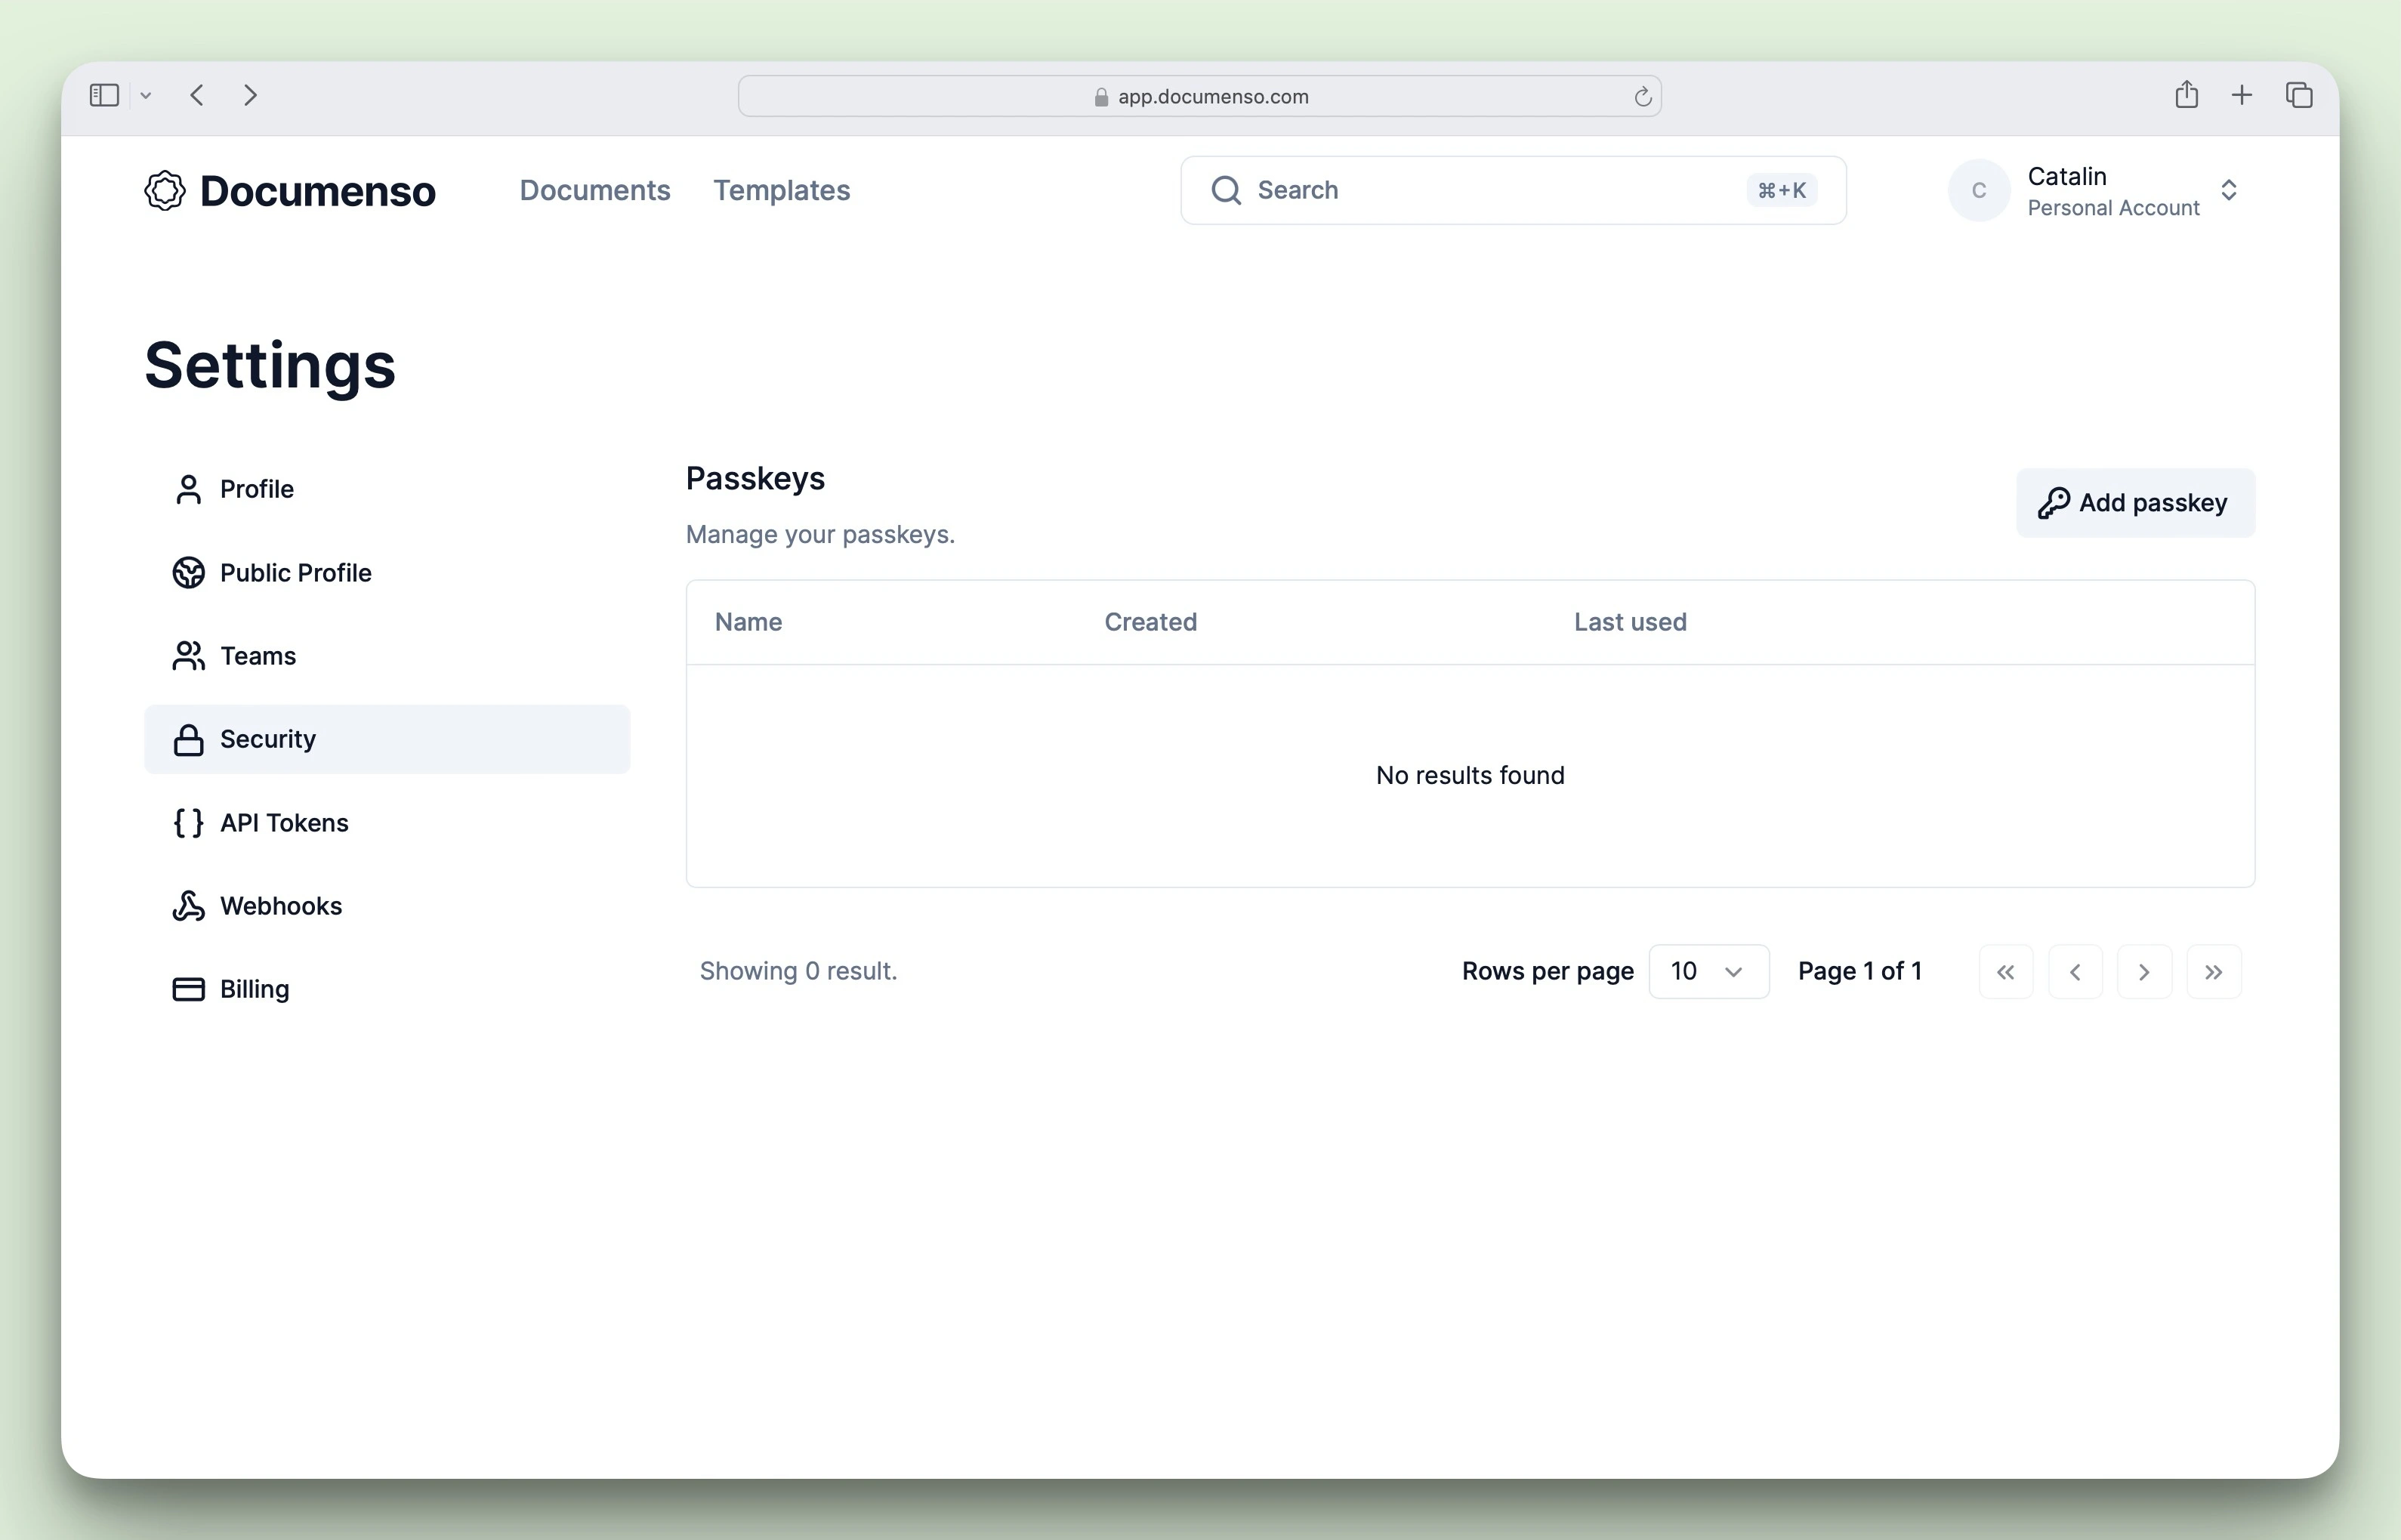 app.documenso.com
Documenso
Documents
Templates
Search
⌘+K
C
Catalin
Personal Account
Settings
Profile
Public Profile
Teams
Security
API Tokens
Webhooks
Billing
Passkeys
Manage your passkeys.
Add passkey
Name Created Last used
No results found
Showing 0 result.
Rows per page 10 Page 1 of 1